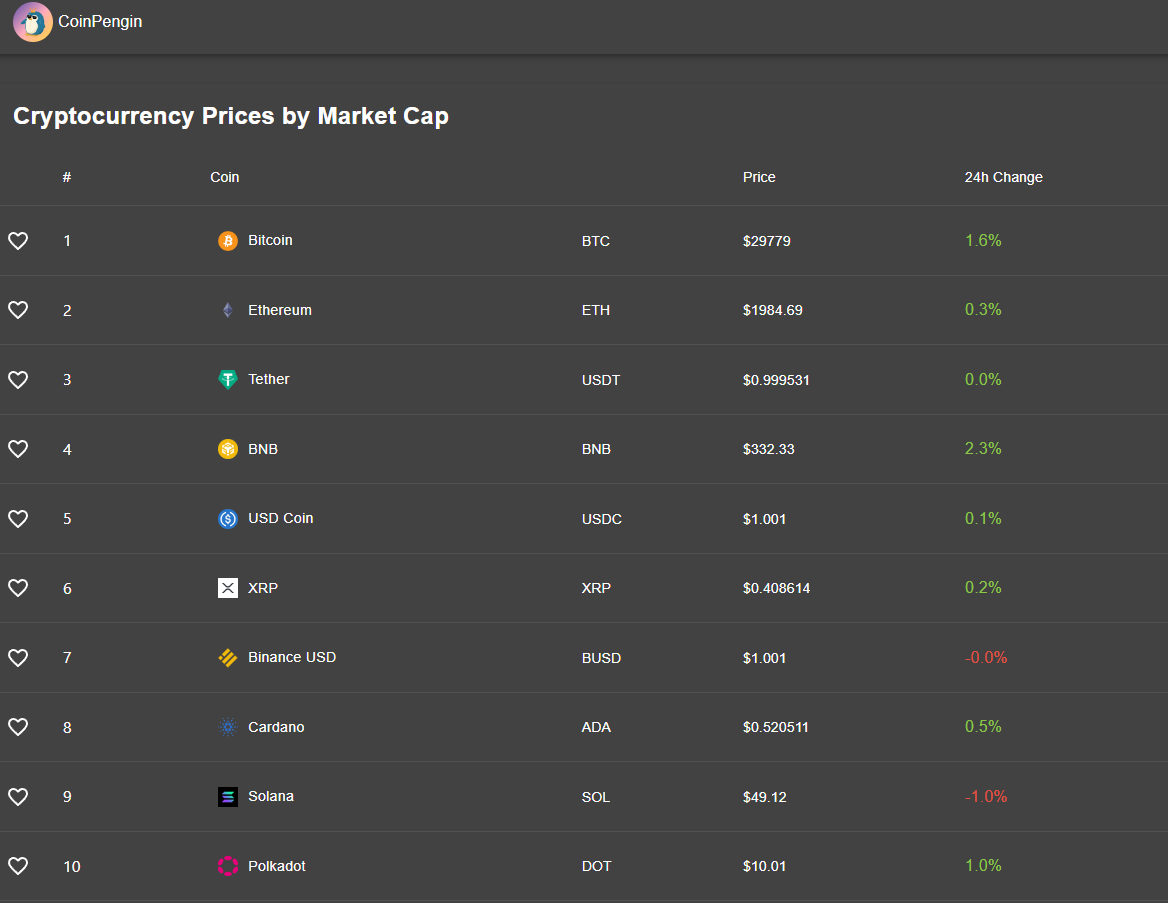 CoinPengin
Cryptocurrency Prices by Market Cap
# Coin Price 24h Change
1 Bitcoin BTC $29779 1.6%
2 Ethereum ETH $1984.69 0.3%
3 Tether USDT $0.999531 0.0%
4 BNB BNB $332.33 2.3%
5 USD Coin USDC $1.001 0.1%
6 XRP XRP $0.408614 0.2%
7 Binance USD BUSD $1.001 -0.0%
8 Cardano ADA $0.520511 0.5%
9 Solana SOL $49.12 -1.0%
10 Polkadot DOT $10.01 1.0%